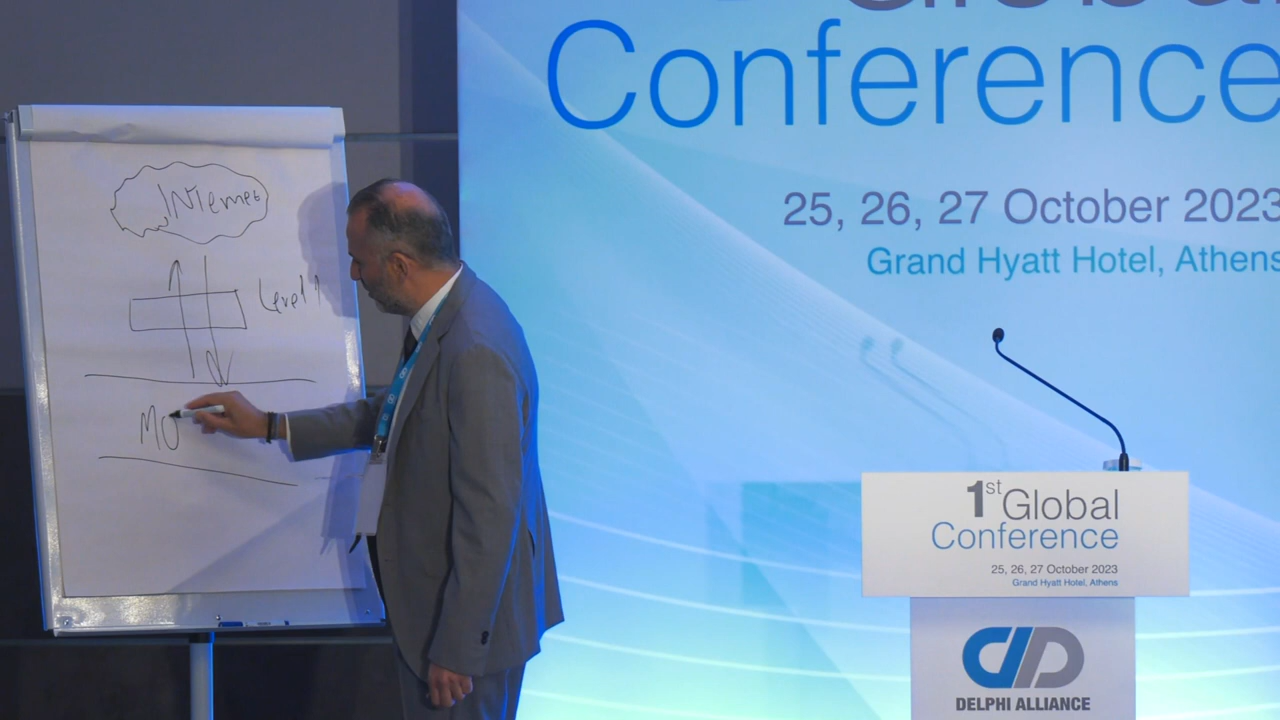 Internet
Level 1
MO
Global
Conference
25, 26, 27 October 2023
Grand Hyatt Hotel, Athens
1st Global
Conference
25, 26, 27 October 2023
Grand Hyatt Hotel, Athens
DELPHI ALLIANCE